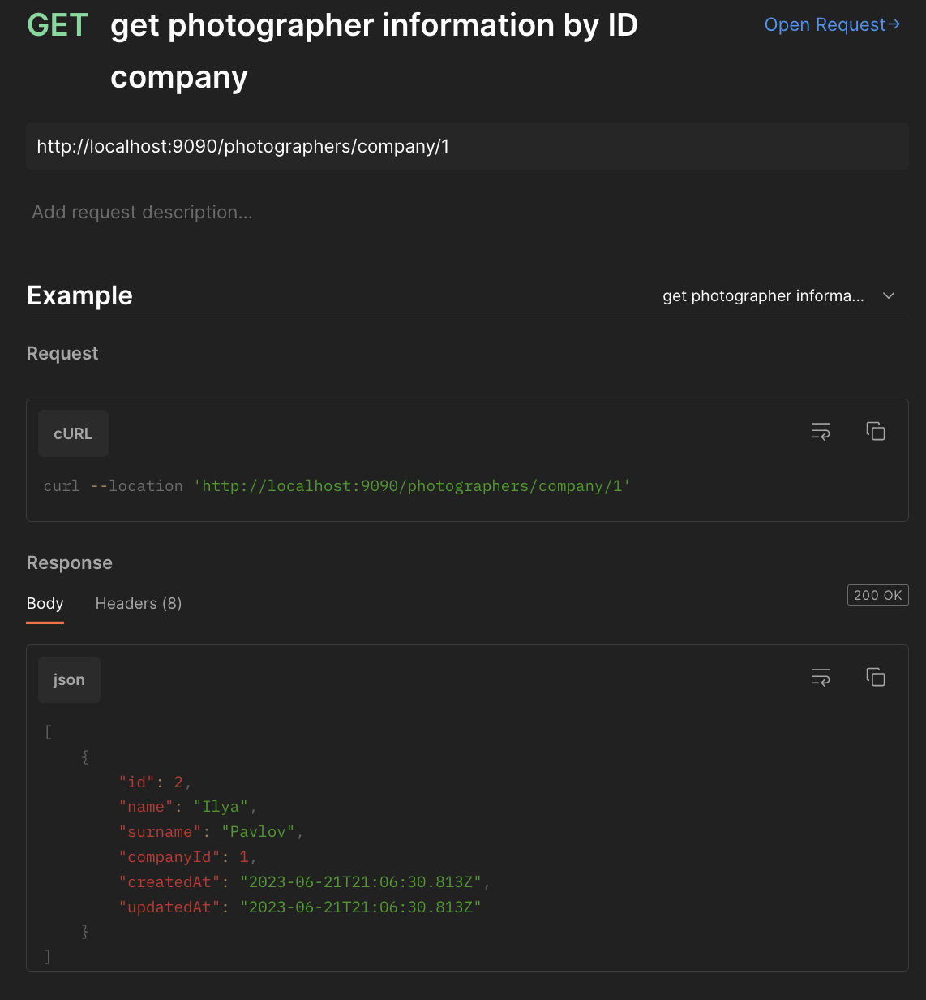 GET get photographer information by ID company
Open Request→
http://localhost:9090/photographers/company/1
Add request description…
Example
get photographer informa...
Request
cURL
curl --location 'http://localhost:9090/photographers/company/1'
Response
Body
Headers (8)
200 OK
json
[
    {
        "id": 2,
        "name": "Ilya",
        "surname": "Pavlov",
        "companyId": 1,
        "createdAt": "2023-06-21T21:06:30.813Z",
        "updatedAt": "2023-06-21T21:06:30.813Z"
    }
]